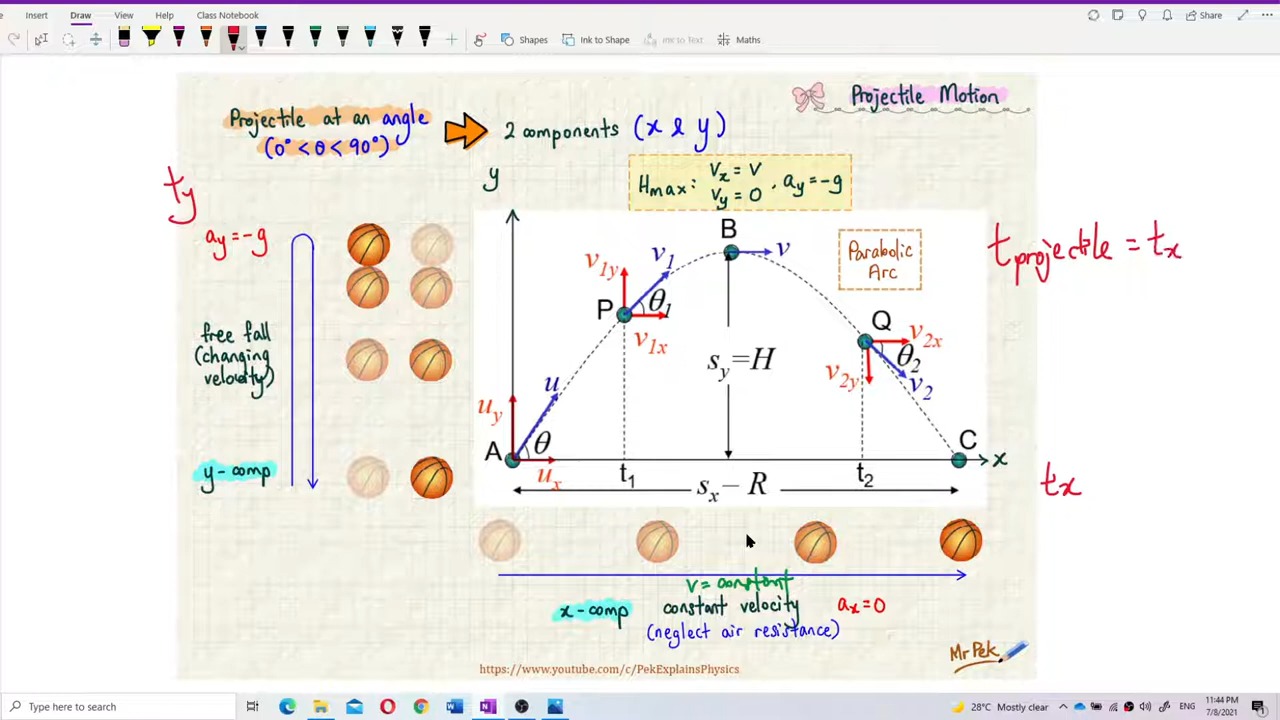 Insert Draw View Help Class Notebook Share
Shapes Ink to Shape Ink to Text Maths
Projectile Motion
Projectile at an angle
(0° < θ < 90°)
2 components (x & y)
Hmax: Vx = V
Vy = 0 , ay = -g
ty
ay = -g
free fall
(changing
velocity)
y-comp
y
B
v
v1y
v1
P
θ1
v1x
Parabolic
Arc
Q
v2x
θ2
v2y
v2
sy=H
u
uy
A
θ
ux
t1
t2
C
x
sx – R
tprojectile = tx
tx
v = constant
x-comp constant velocity ax = 0
(neglect air resistance)
Mr Pek
https://www.youtube.com/c/PekExplainsPhysics
Type here to search
28°C Mostly clear
ENG
11:44 PM
7/8/2021